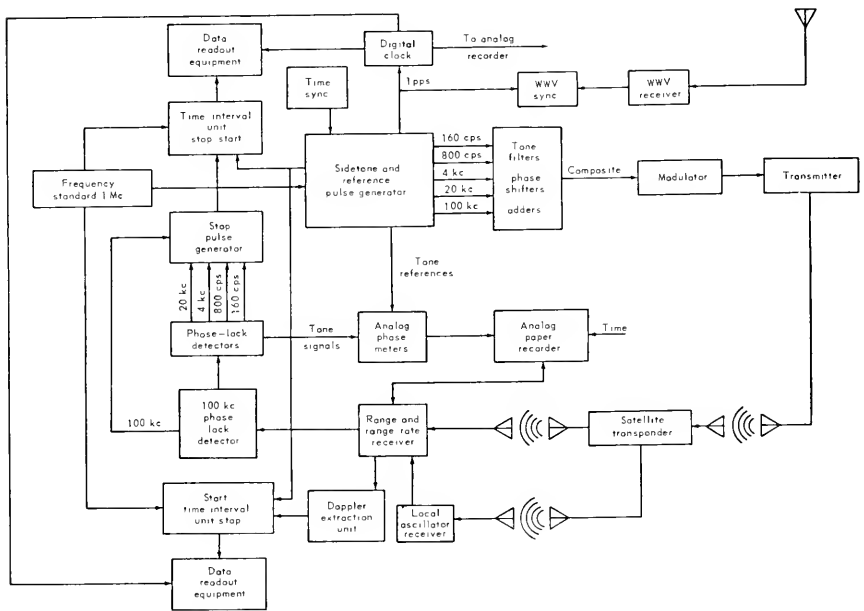 Data
readout
equipment
Digital
clock
To analog
recorder
Time
sync
1pps
WWV
sync
WWV
receiver
Time interval
unit
stop start
Frequency
standard 1 Mc
Sidetone and
reference
pulse generator
160 cps
800 cps
4 kc
20 kc
100 kc
Tone
filters
phase
shifters
adders
Composite
Modulator
Transmitter
Stop
pulse
generator
20 kc
4 kc
800 cps
160 cps
Tone
references
Phase-lock
detectors
Tone
signals
Analog
phase
meters
Analog
paper
recorder
Time
100 kc
100 kc
phase
lock
detector
Range and
range rate
receiver
Satellite
transponder
Start
time interval
unit stop
Doppler
extraction
unit
Local
oscillator
receiver
Data
readout
equipment